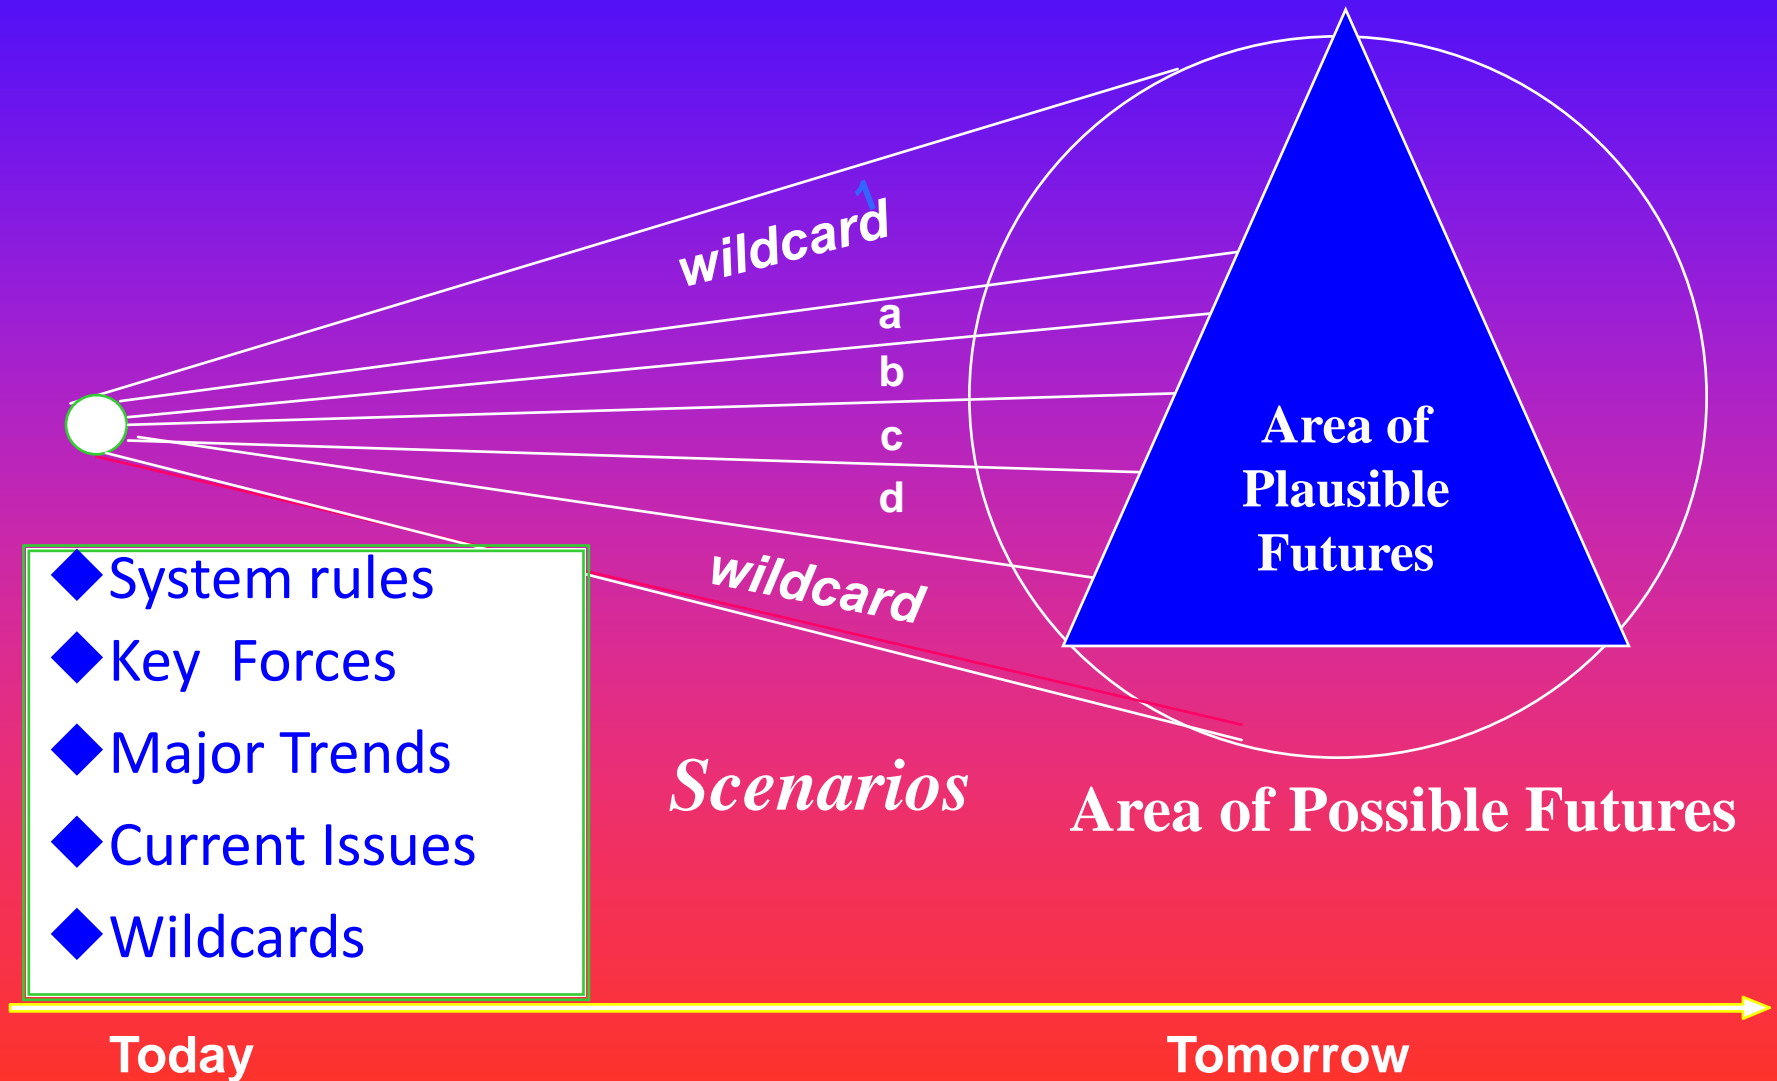 1
wildcard
a
b
c
d
wildcard
Area of
Plausible
Futures
◆System rules
◆Key Forces
◆Major Trends
◆Current Issues
◆Wildcards
Scenarios
Area of Possible Futures
Today
Tomorrow